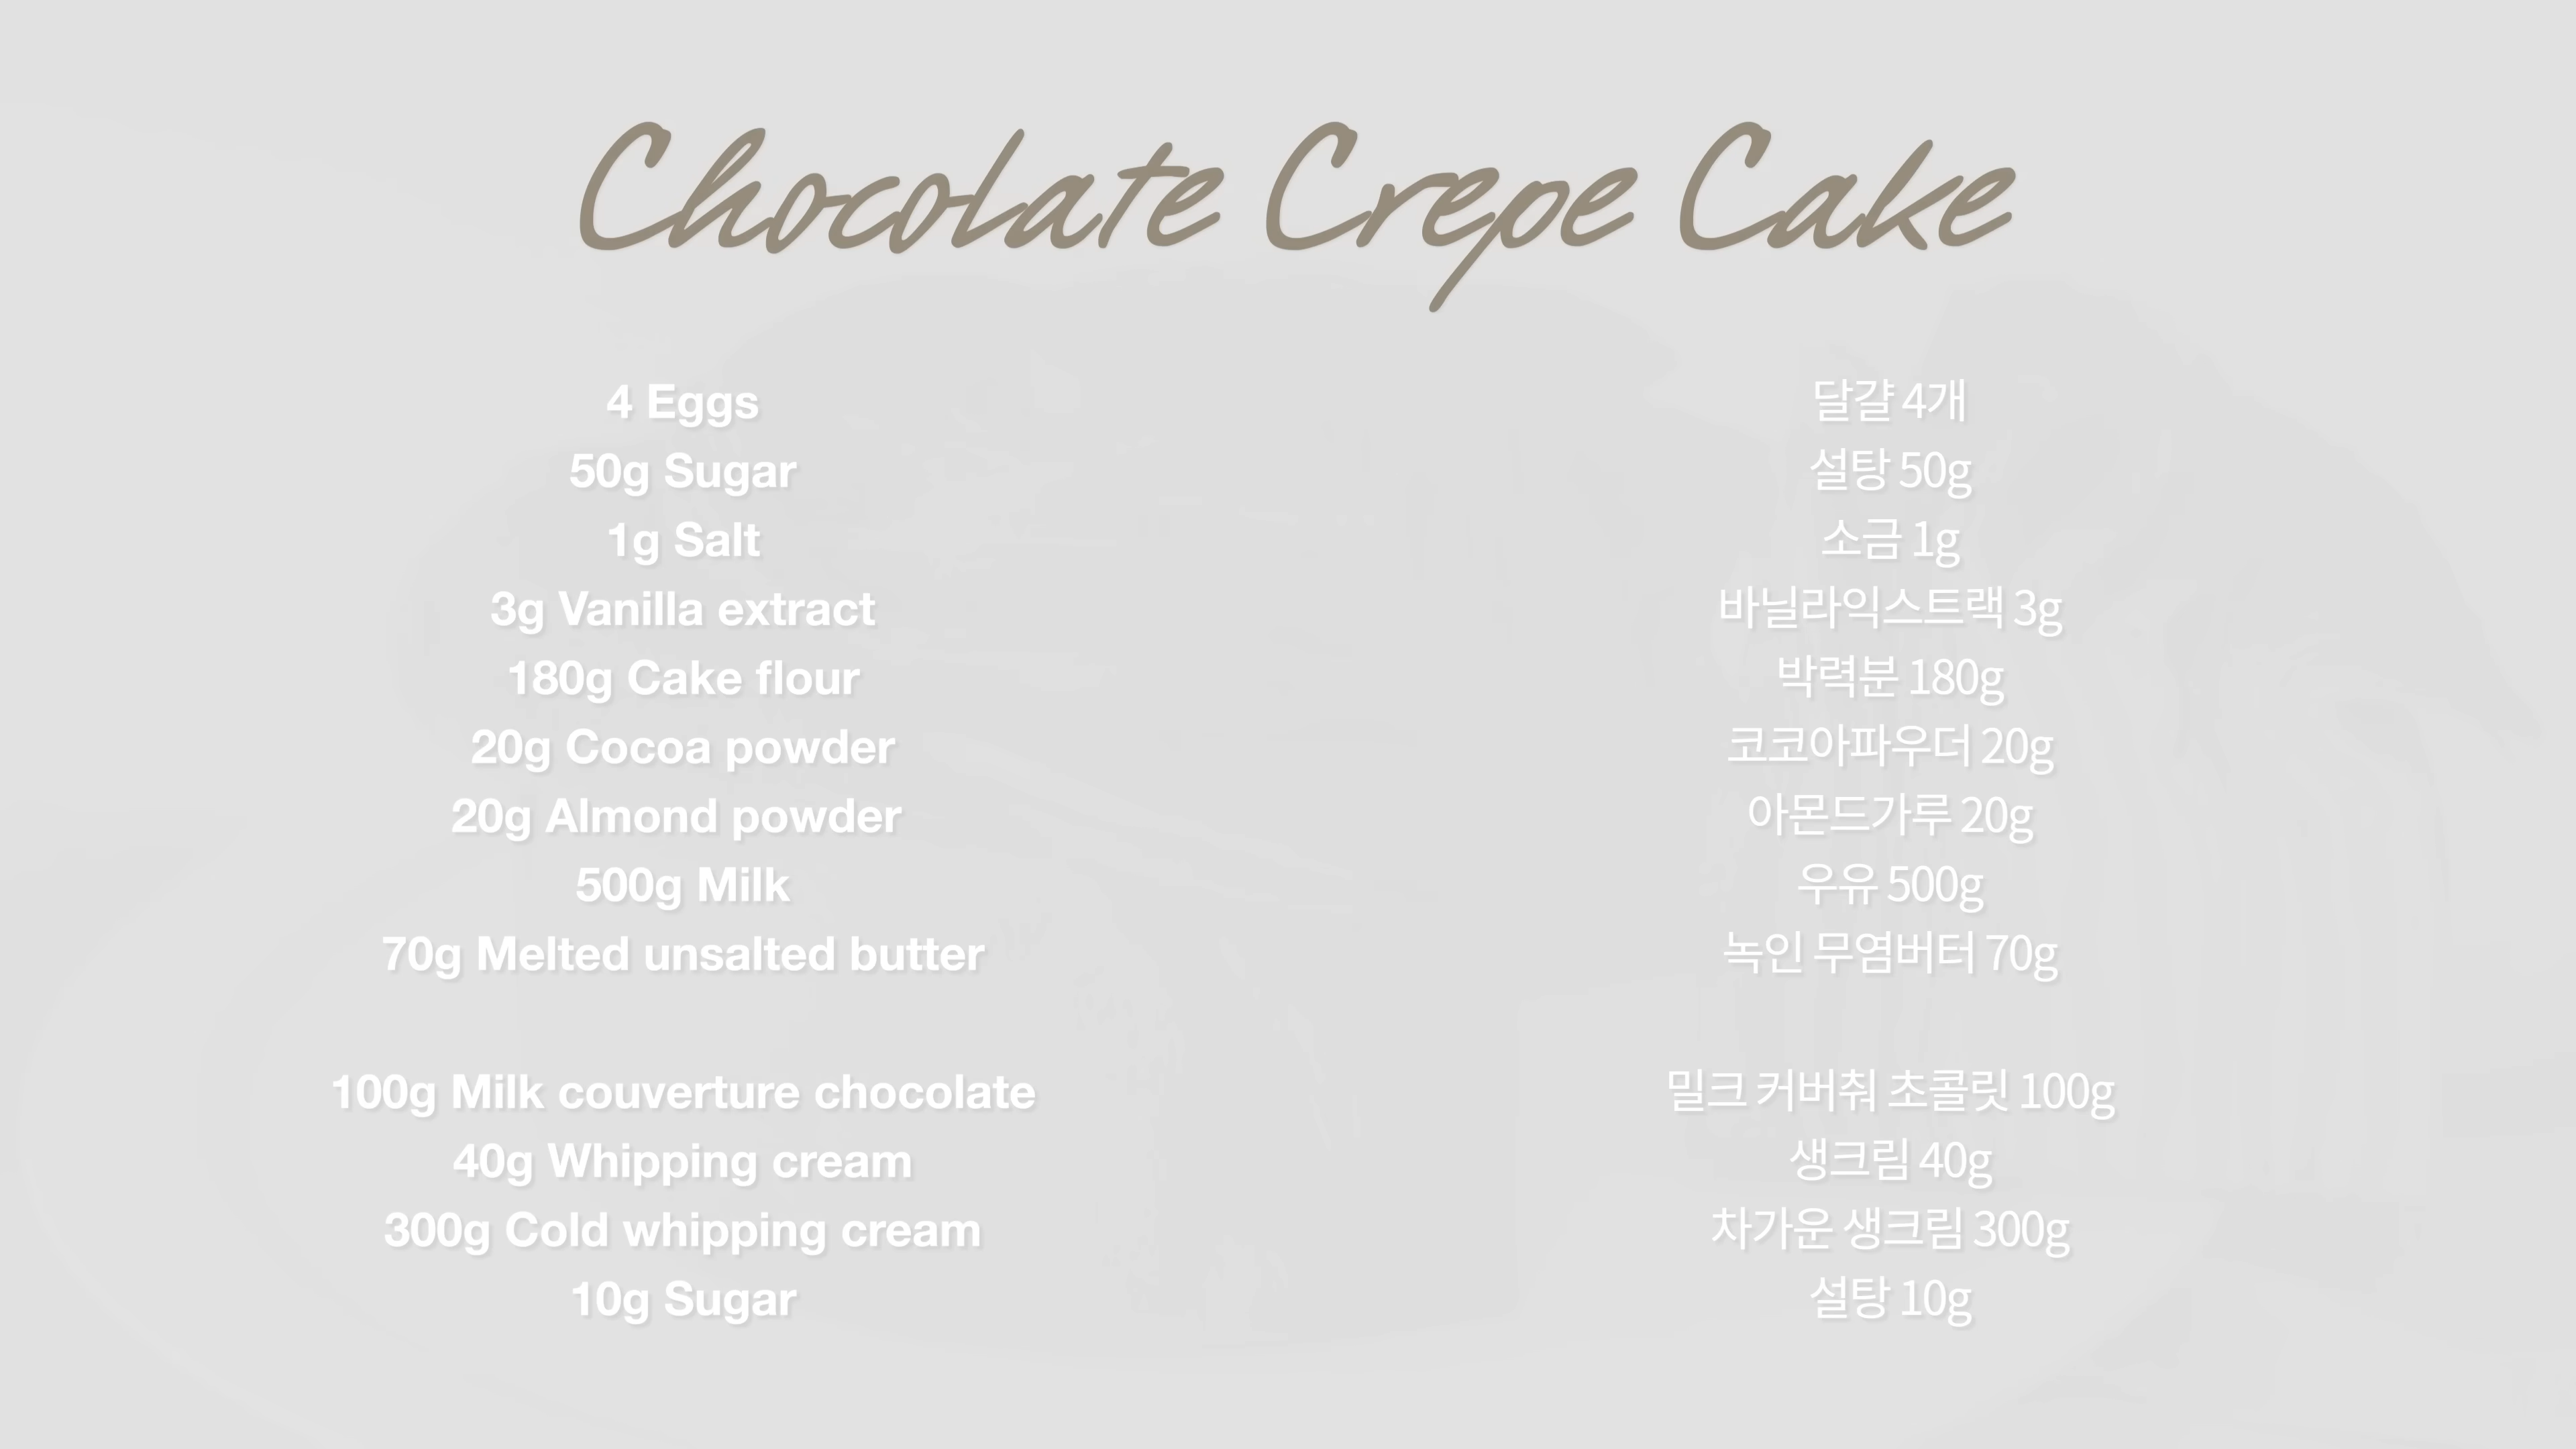 Chocolate Crepe Cake
4 Eggs
50g Sugar
1g Salt
3g Vanilla extract
180g Cake flour
20g Cocoa powder
20g Almond powder
500g Milk
70g Melted unsalted butter
100g Milk couverture chocolate
40g Whipping cream
300g Cold whipping cream
10g Sugar
달걀 4개
설탕 50g
소금 1g
바닐라익스트랙 3g
박력분 180g
코코아파우더 20g
아몬드가루 20g
우유 500g
녹인 무염버터 70g
밀크 커버춰 초콜릿 100g
생크림 40g
차가운 생크림 300g
설탕 10g